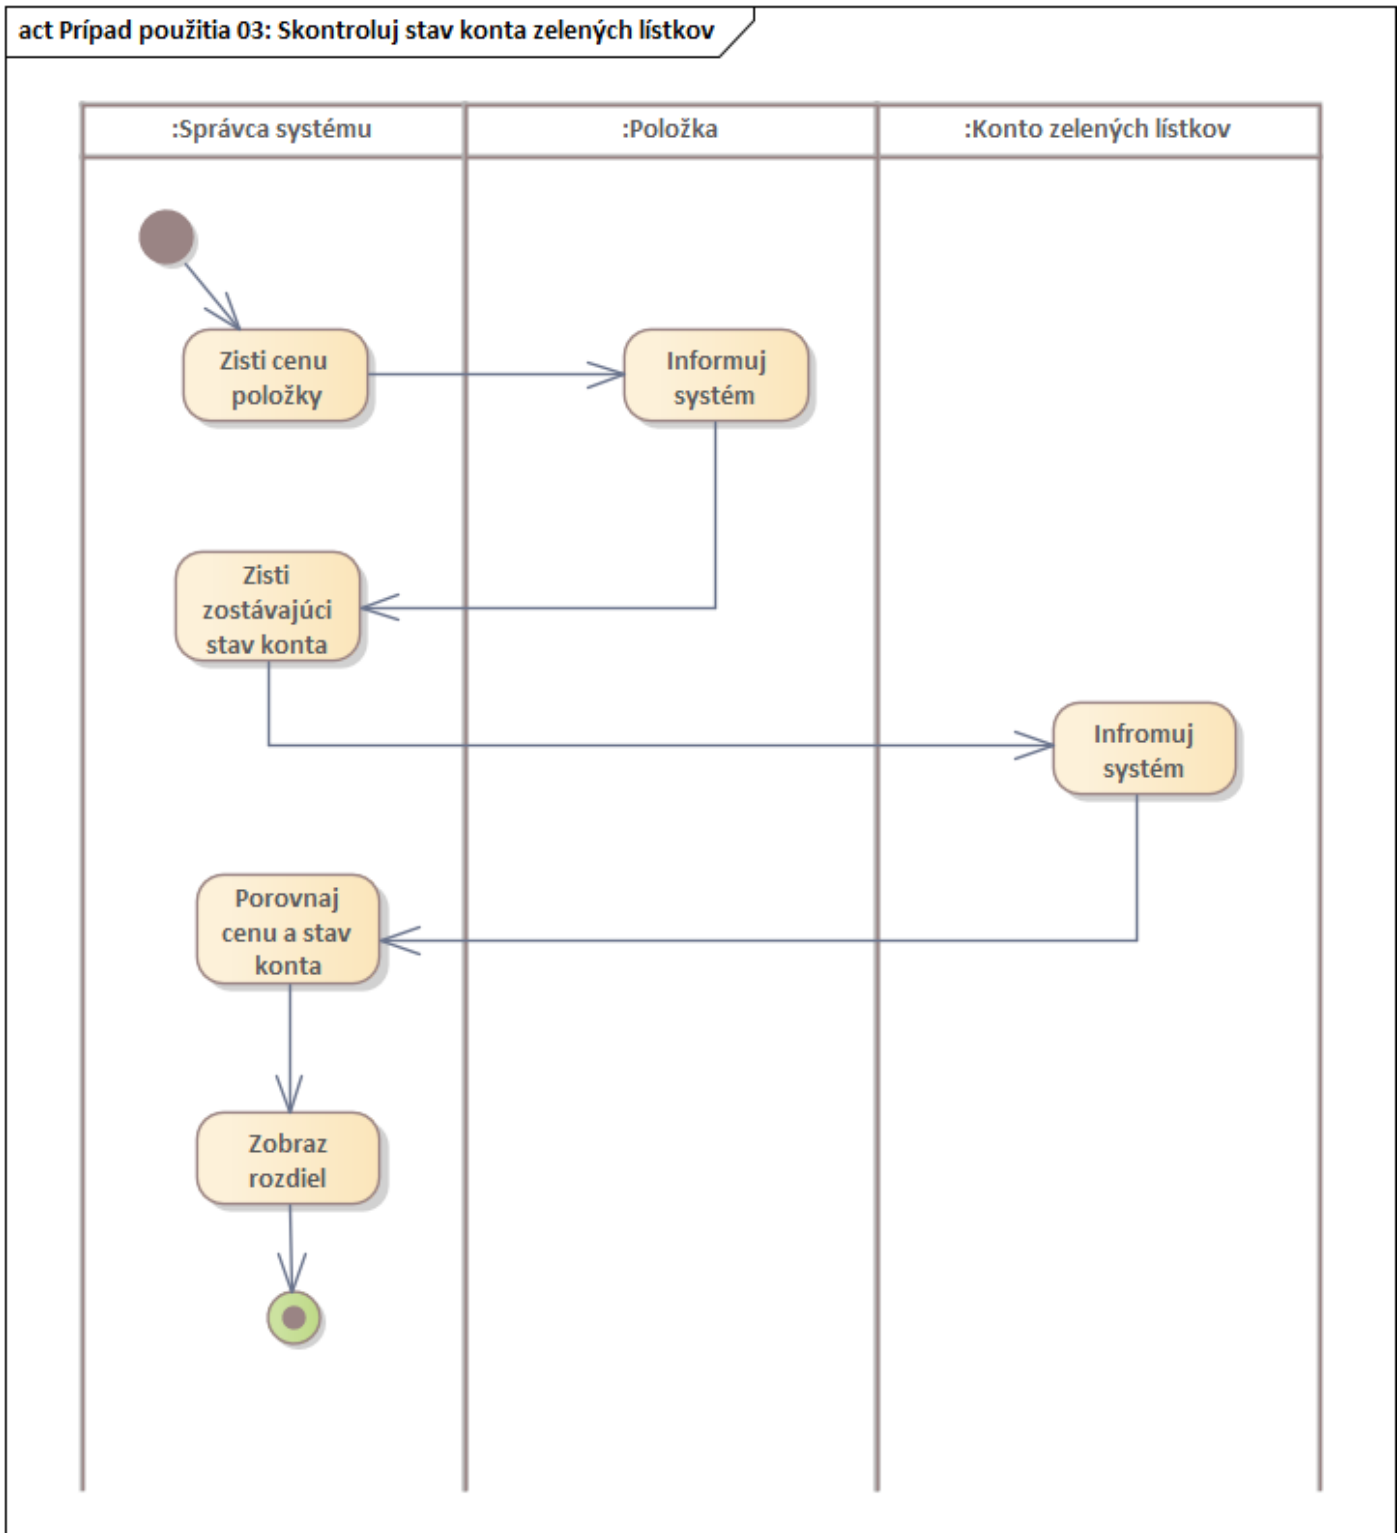 act Prípad použitia 03: Skontroluj stav konta zelených lístkov
:Správca systému
:Položka
:Konto zelených lístkov
Zisti cenu
položky
Informuj
systém
Zisti
zostávajúci
stav konta
Infromuj
systém
Porovnaj
cenu a stav
konta
Zobraz
rozdiel